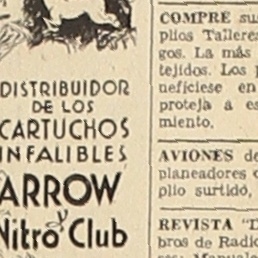 DISTRIBUIDOR
DE LOS
CARTUCHOS
INFALIBLES
ARROW
y
Nitro Club
COMPRE su
plios Talleres
gos. La más
tejidos. Los
neficiese en
proteja a es
miento.
AVIONES de
planeadores
plio surtido,
REVISTA "D
bros de Radio